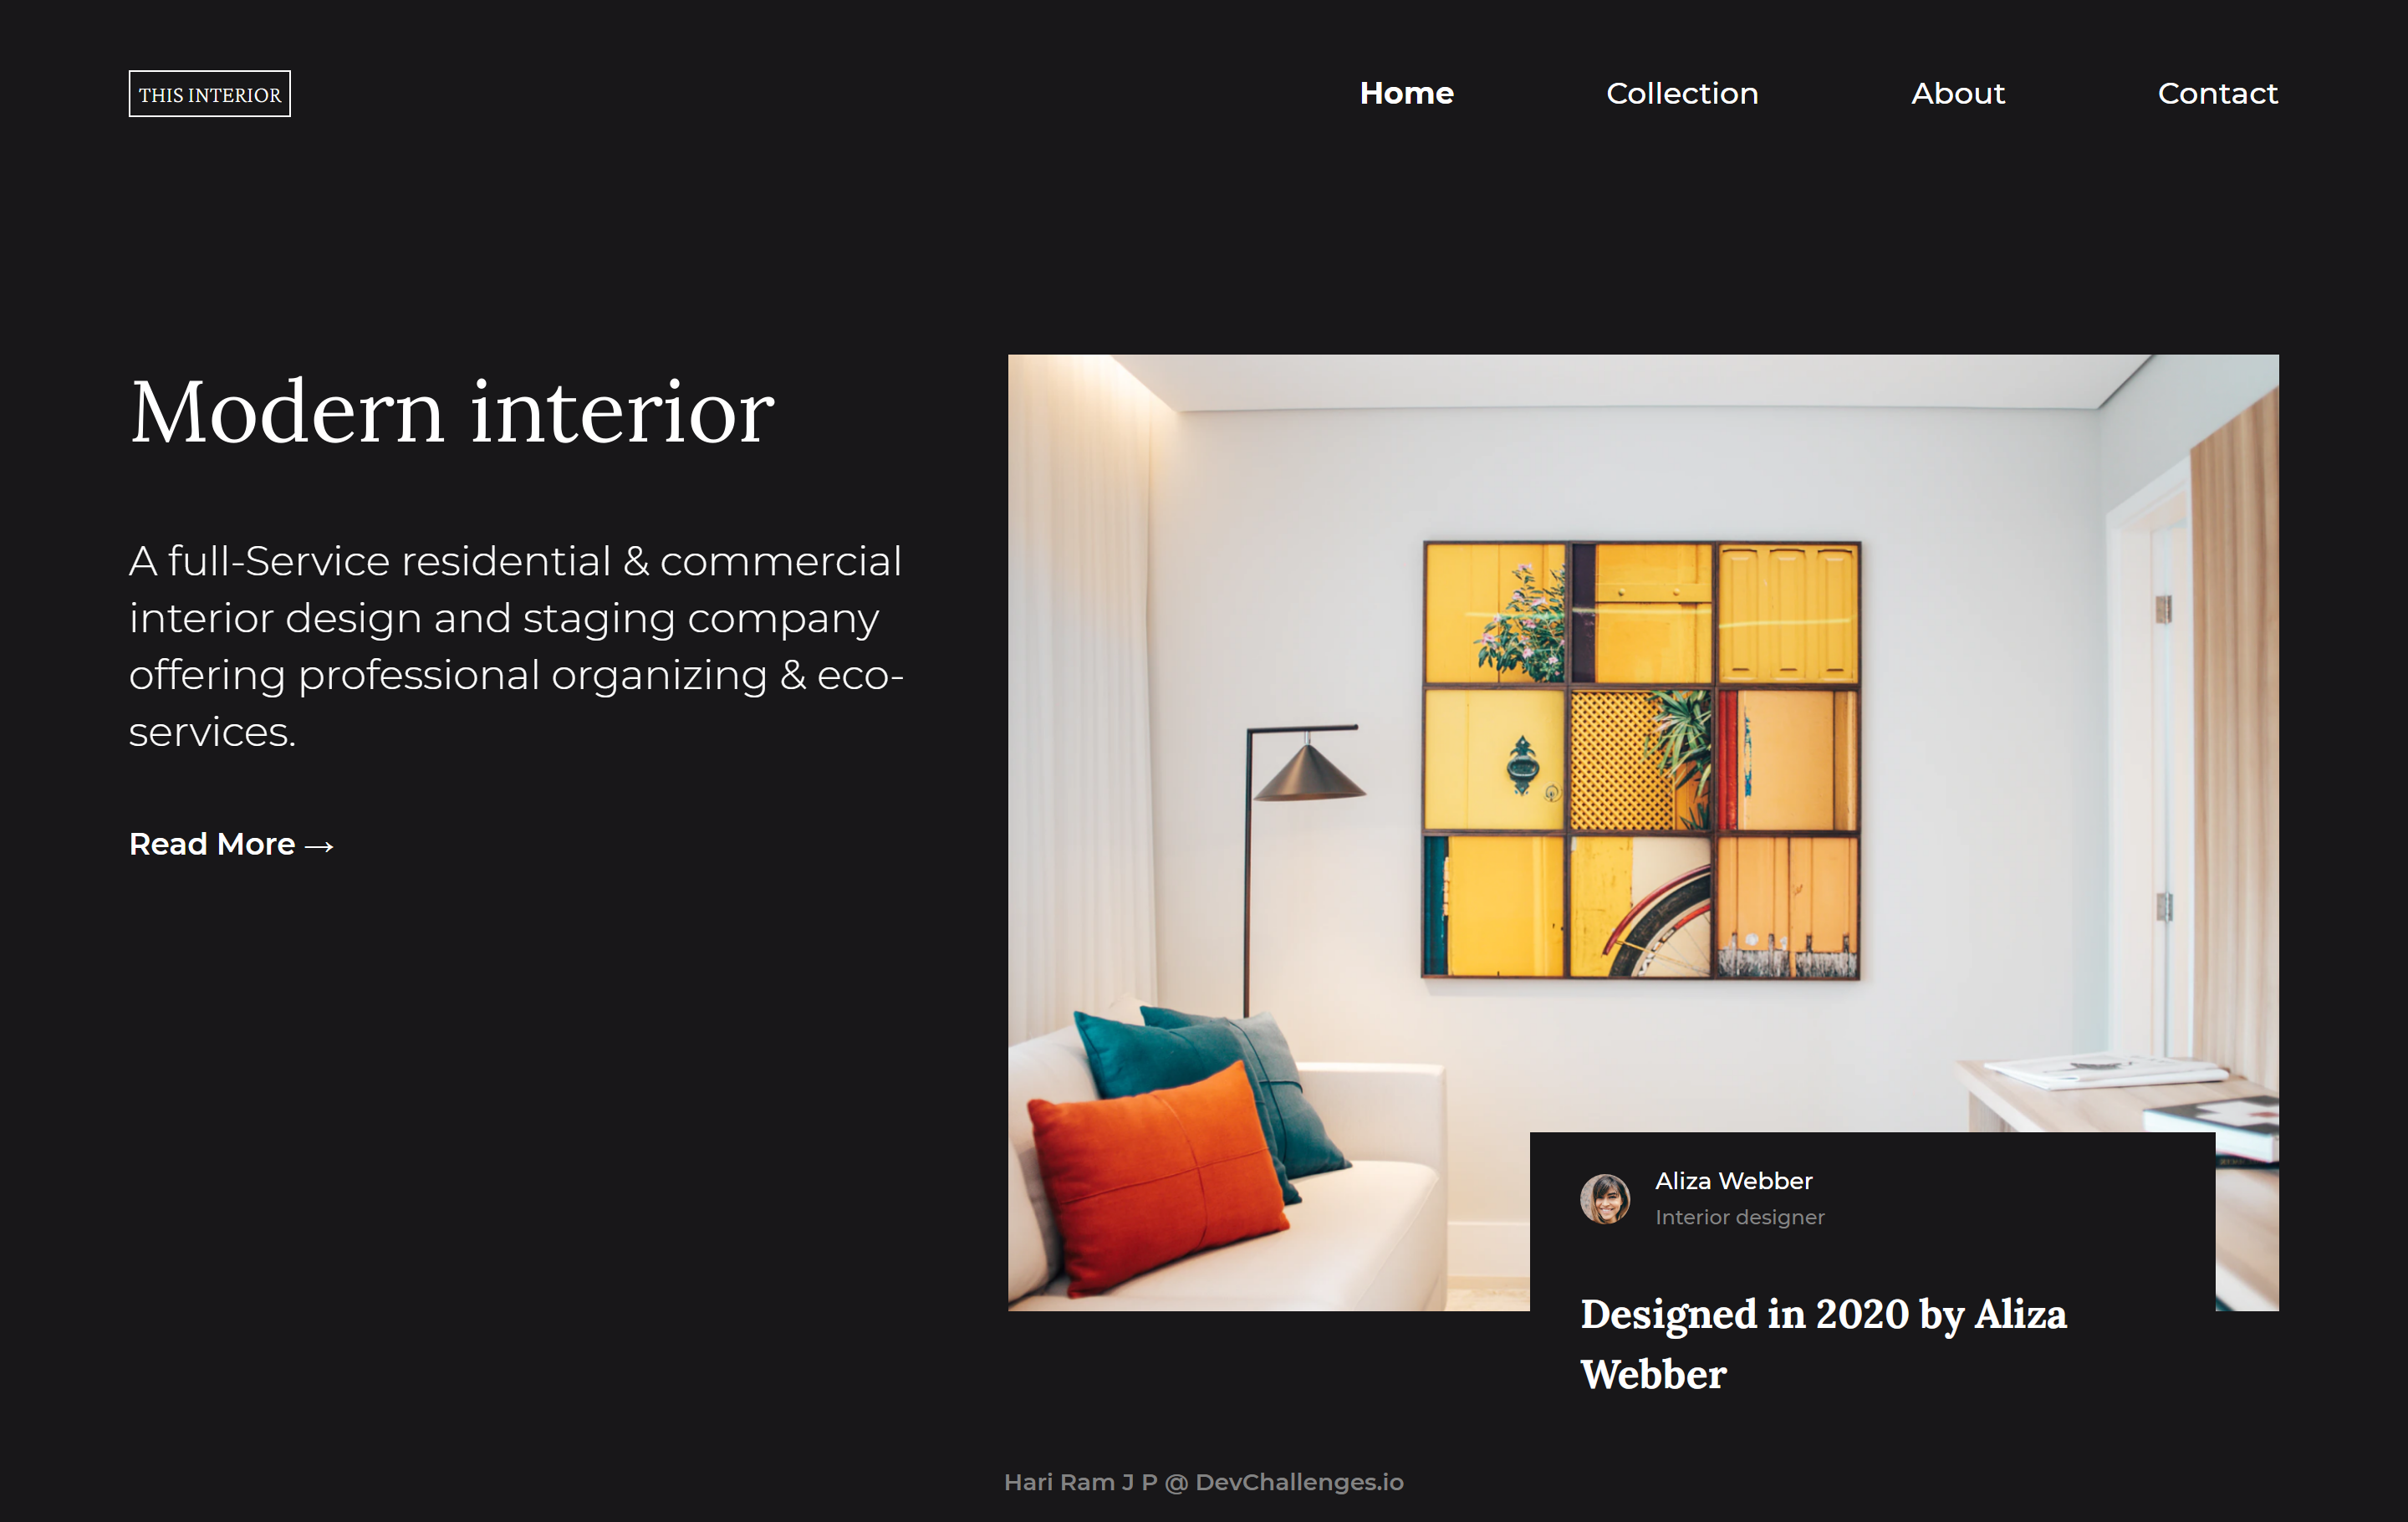 THIS INTERIOR
Home Collection About Contact
Modern interior
A full-Service residential & commercial
interior design and staging company
offering professional organizing & eco-
services.
Read More →
Aliza Webber
Interior designer
Designed in 2020 by Aliza
Webber
Hari Ram J P @ DevChallenges.io